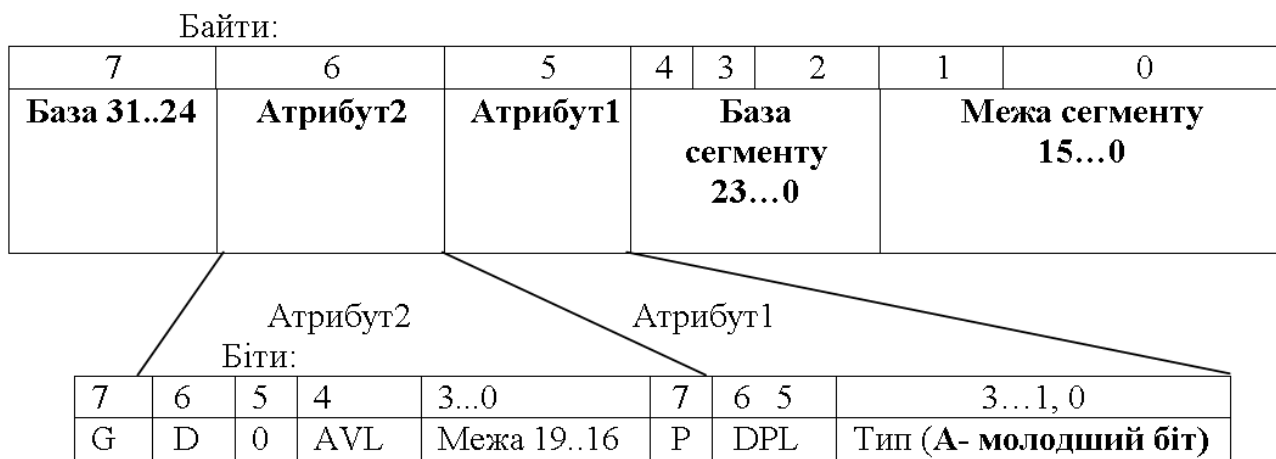 Байти:
7 6 5 4 3 2 1 0
База 31..24 Атрибут2 Атрибут1 База Межа сегменту
сегменту 15...0
23...0
Атрибут2 Атрибут1
Біти:
7 6 5 4 3...0 7 6 5 3...1, 0
G D 0 AVL Межа 19..16 P DPL Тип (А- молодший біт)